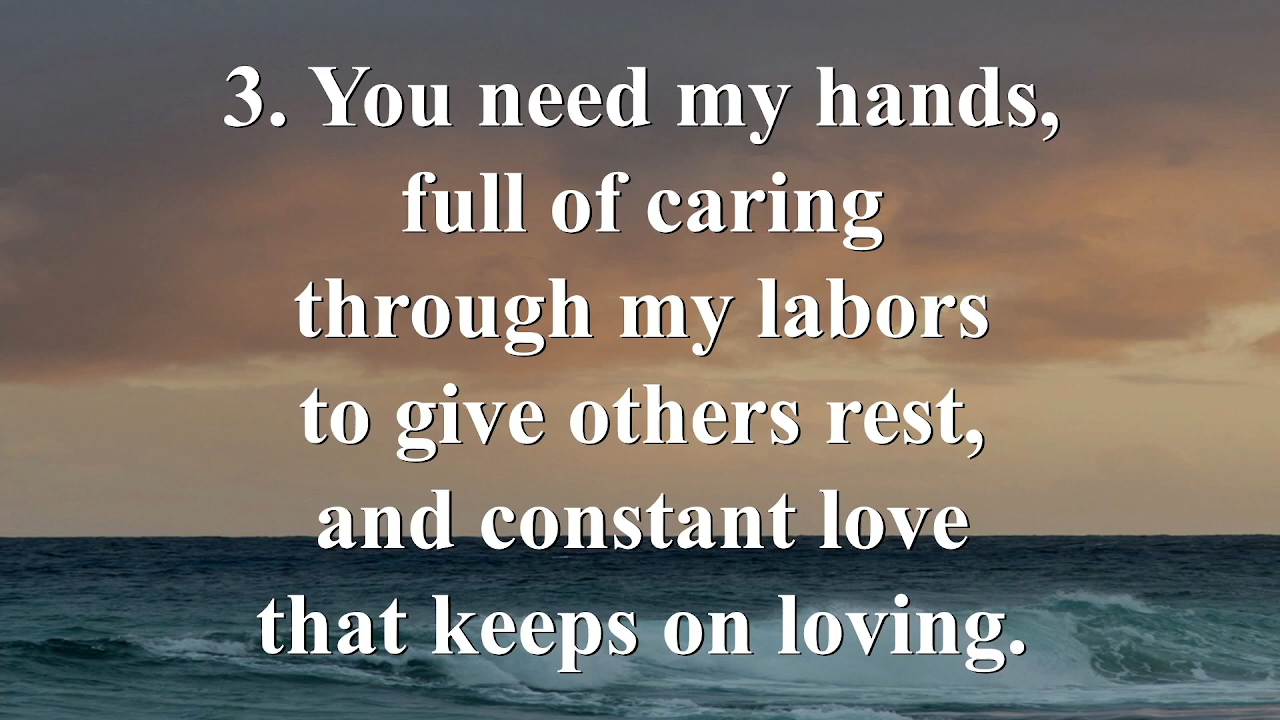 3. You need my hands,
full of caring
through my labors
to give others rest,
and constant love
that keeps on loving.